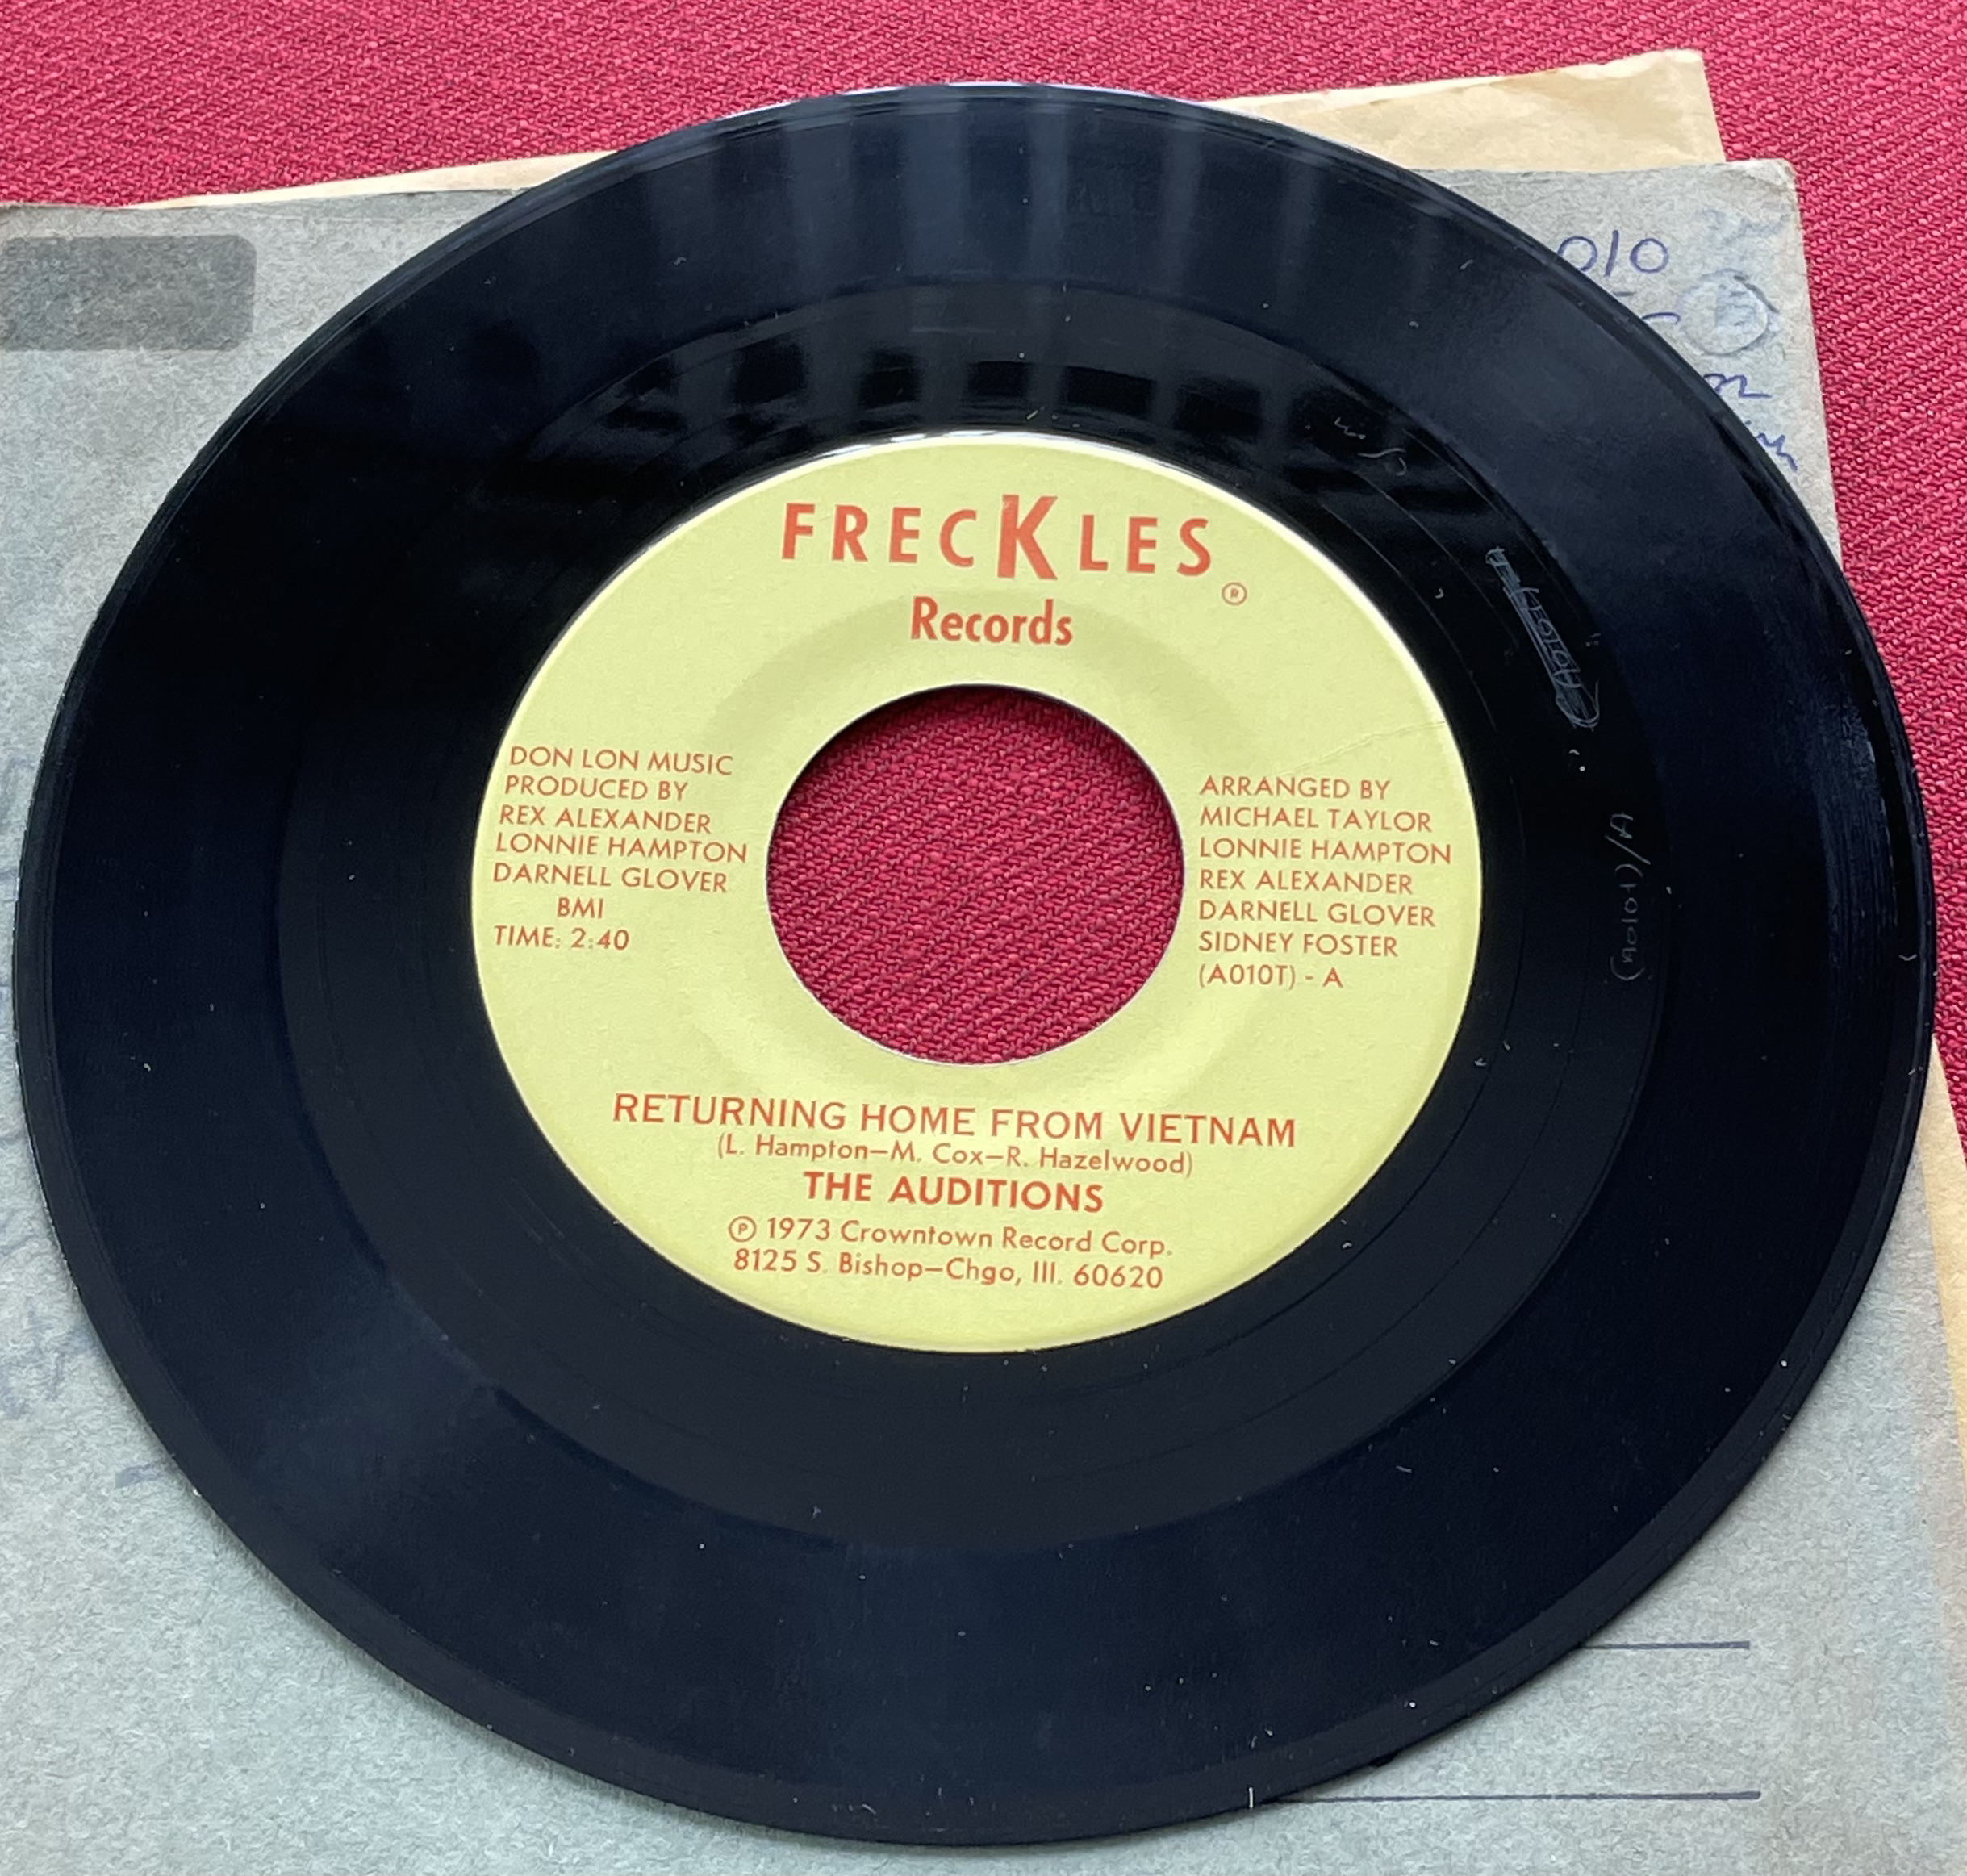 FRECKLES
®
Records
DON LON MUSIC
PRODUCED BY
REX ALEXANDER
LONNIE HAMPTON
DARNELL GLOVER
BMI
TIME: 2:40
ARRANGED BY
MICHAEL TAYLOR
LONNIE HAMPTON
REX ALEXANDER
DARNELL GLOVER
SIDNEY FOSTER
(A010T) - A
RETURNING HOME FROM VIETNAM
(L. Hampton—M. Cox—R. Hazelwood)
THE AUDITIONS
℗ 1973 Crowntown Record Corp.
8125 S. Bishop—Chgo, Ill. 60620
010